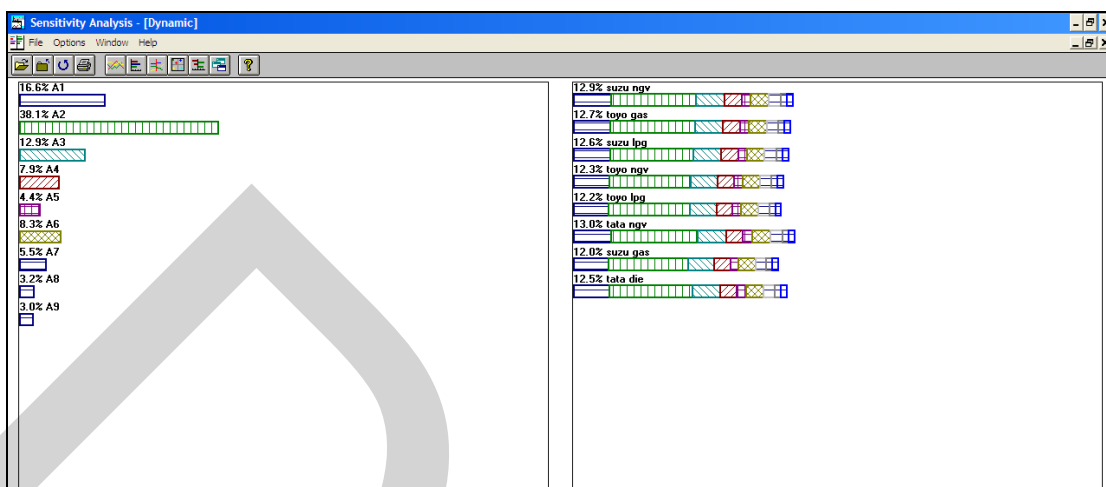 Sensitivity Analysis - [Dynamic]
File Options Window Help
16.6% A1
38.1% A2
12.9% A3
7.9% A4
4.4% A5
8.3% A6
5.5% A7
3.2% A8
3.0% A9
12.9% suzu ngv
12.7% toyo gas
12.6% suzu lpg
12.3% toyo ngv
12.2% toyo lpg
13.0% tata ngv
12.0% suzu gas
12.5% tata die